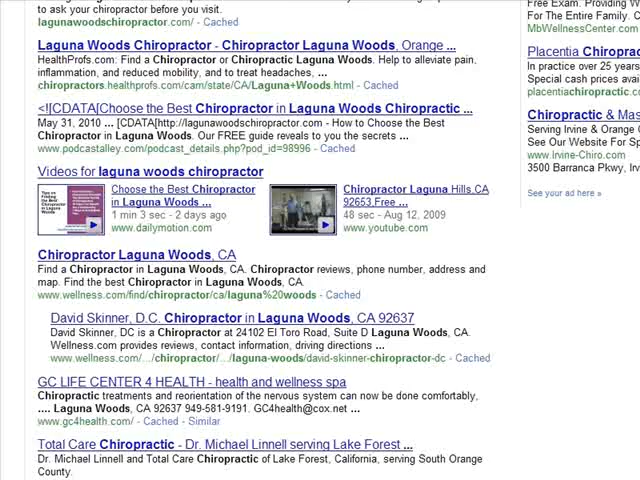 to ask your chiropractor before you visit.
lagunawoodschiropractor.com/ - Cached
Laguna Woods Chiropractor - Chiropractor Laguna Woods, Orange ...
HealthProfs.com: Find a Chiropractor or Chiropractic Laguna Woods. Help to alleviate pain.
inflammation, and reduced mobility, and to treat headaches, ...
chiropractors.healthprofs.com/cam/state/CA/Laguna+Woods.html - Cached
<![CDATA[Choose the Best Chiropractor in Laguna Woods Chiropractic ...
May 31, 2010 ... [CDATA[http://lagunawoodschiropractor.com - How to Choose the Best
Chiropractor in Laguna Woods. Our FREE guide reveals to you the secrets ...
www.podcastalley.com/podcast_details.php?pod_id=98996 - Cached
Videos for laguna woods chiropractor
Choose the Best Chiropractor
in Laguna Woods ...
1 min 3 sec - 2 days ago
www.dailymotion.com
Chiropractor Laguna Hills,CA
92653,Free ...
48 sec - Aug 12, 2009
www.youtube.com
Chiropractor Laguna Woods, CA
Find a Chiropractor in Laguna Woods, CA. Chiropractor reviews, phone number, address and
map. Find the best Chiropractor in Laguna Woods, CA.
www.wellness.com/find/chiropractor/ca/laguna%20woods - Cached
David Skinner, D.C. Chiropractor in Laguna Woods, CA 92637
David Skinner, DC is a Chiropractor at 24102 El Toro Road, Suite D Laguna Woods, CA.
Wellness.com provides reviews, contact information, driving directions ...
www.wellness.com/.../chiropractor/.../laguna-woods/david-skinner-chiropractor-dc - Cached
GC LIFE CENTER 4 HEALTH - health and wellness spa
Chiropractic treatments and reorientation of the nervous system can now be done comfortably,
.... Laguna Woods, CA 92637 949-581-9191. GC4health@cox.net ...
www.gc4health.com/ - Cached - Similar
Total Care Chiropractic - Dr. Michael Linnell serving Lake Forest ...
Dr. Michael Linnell and Total Care Chiropractic of Lake Forest, California, serving South Orange
County.
Free Exam. Providing W
For The Entire Family. C
MbWellnessCenter.com
Placentia Chiroprac
In practice over 25 years
Special cash prices avai
placentiachiropractic.c
Chiropractic & Mas
Serving Irvine & Orange C
See Our Website For Sp
www.Irvine-Chiro.com
3500 Barranca Pkwy, Irv
See your ad here »